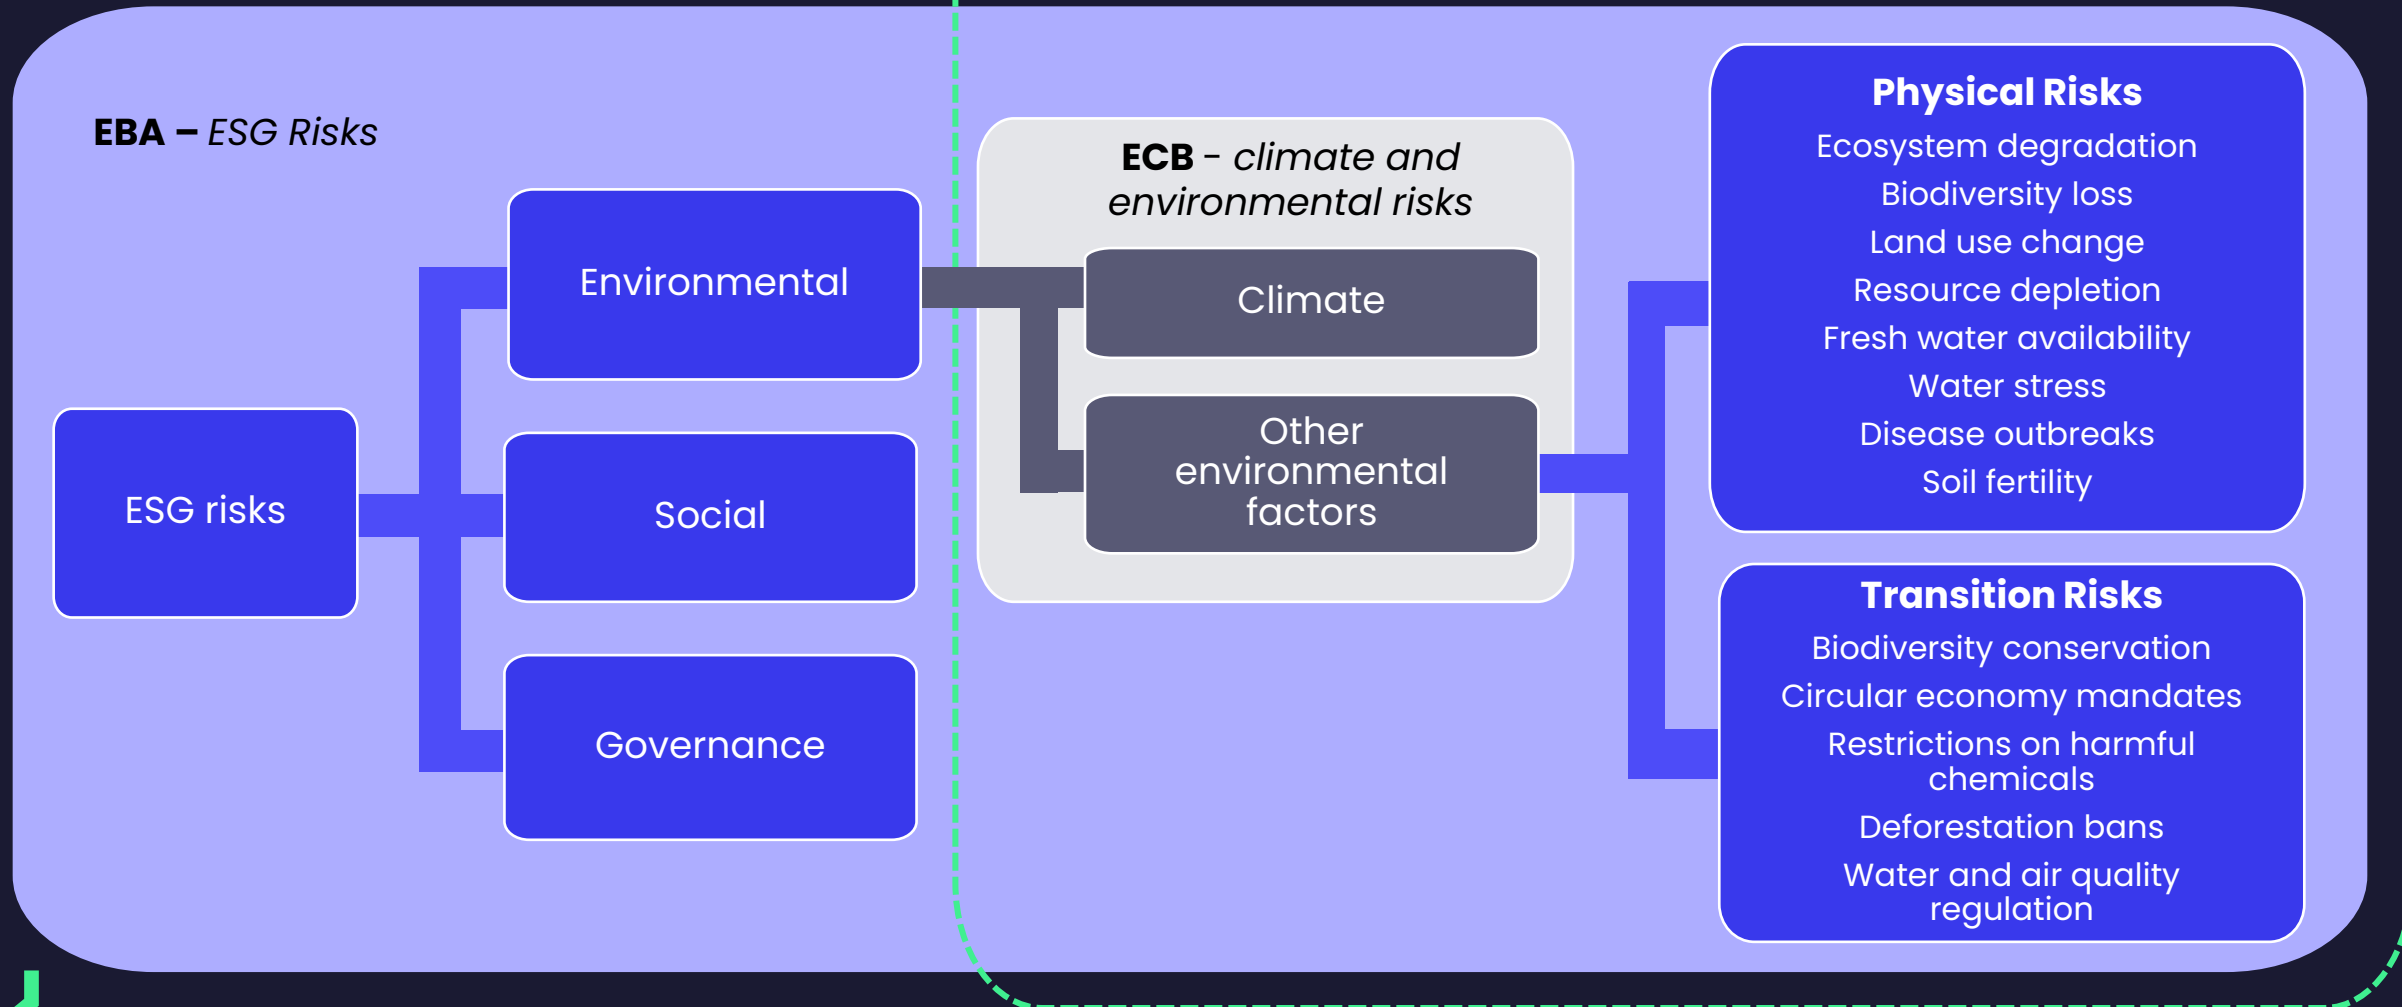 EBA – ESG Risks
ESG risks
Environmental
Social
Governance
ECB - climate and
environmental risks
Climate
Other
environmental
factors
Physical Risks
Ecosystem degradation
Biodiversity loss
Land use change
Resource depletion
Fresh water availability
Water stress
Disease outbreaks
Soil fertility
Transition Risks
Biodiversity conservation
Circular economy mandates
Restrictions on harmful
chemicals
Deforestation bans
Water and air quality
regulation